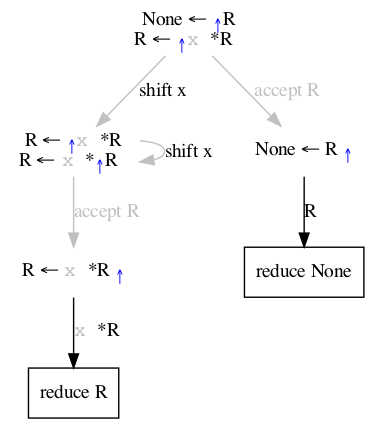 None ← ↑R
R ← ↑x *R
shift x
accept R
R ← ↑x *R
R ← x *↑R
shift x
None ← R ↑
accept R
R
R ← x *R ↑
reduce None
x *R
reduce R